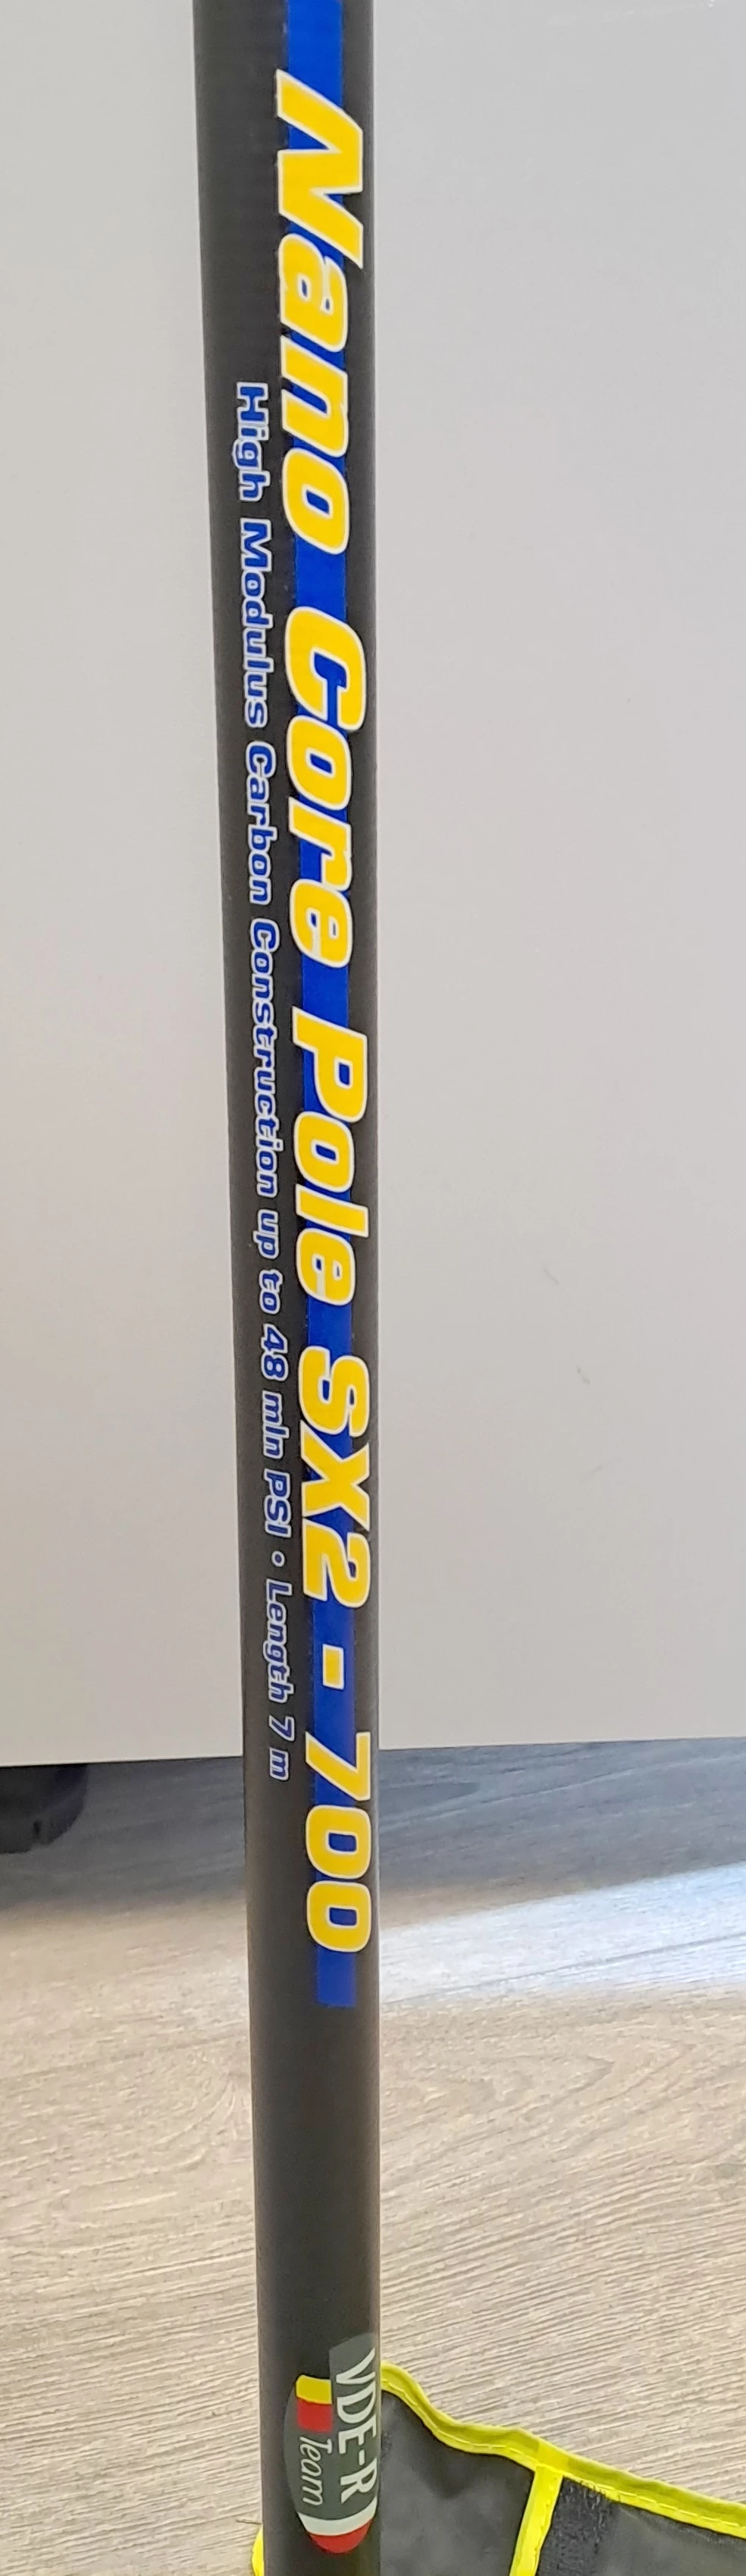 Nano Core Pole SX2 - 700
High Modulus Carbon Construction up to 48 mln PSI • Length 7 m
VDE-R
Team